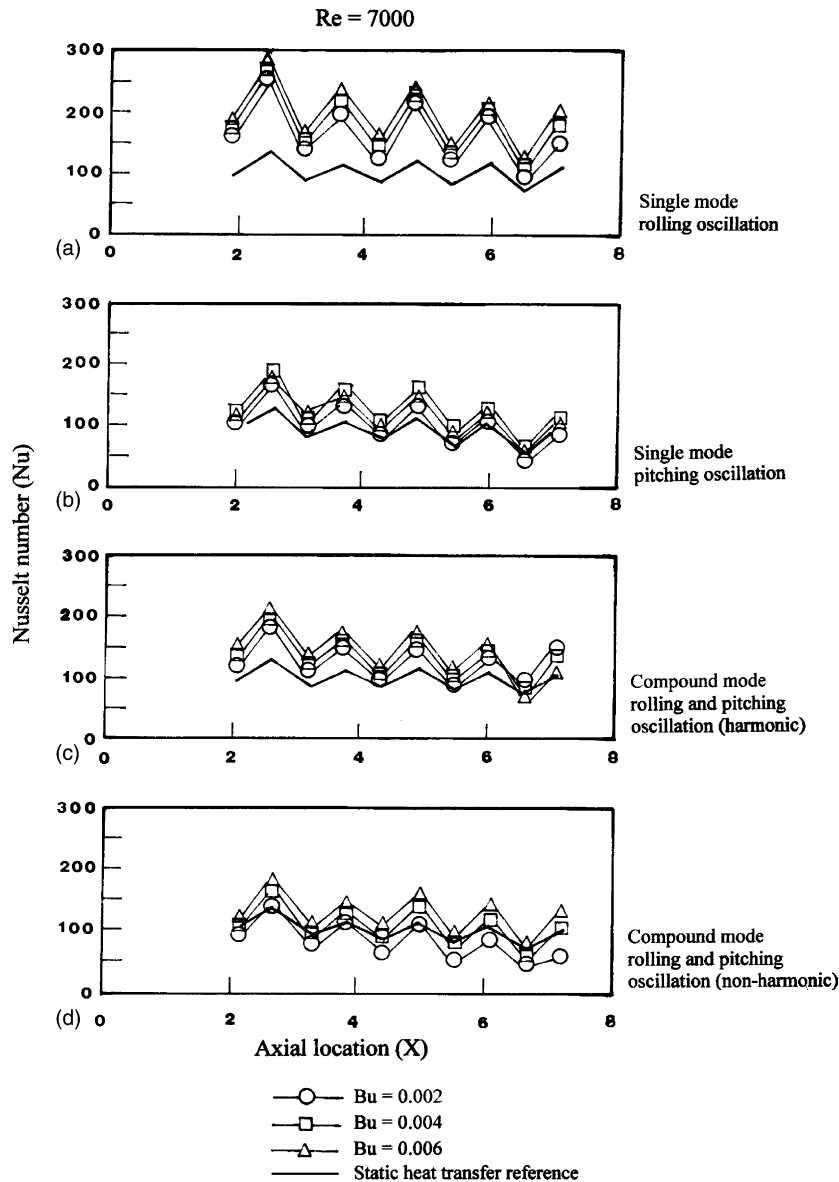 Re = 7000
Nusselt number (Nu)
300
200
100
0
(a)
0
2
4
6
8
Single mode
rolling oscillation
300
200
100
0
(b)
0
2
4
6
8
Single mode
pitching oscillation
300
200
100
0
(c)
0
2
4
6
8
Compound mode
rolling and pitching
oscillation (harmonic)
300
200
100
0
(d)
0
2
4
6
8
Compound mode
rolling and pitching
oscillation (non-harmonic)
Axial location (X)
Bu = 0.002
Bu = 0.004
Bu = 0.006
Static heat transfer reference